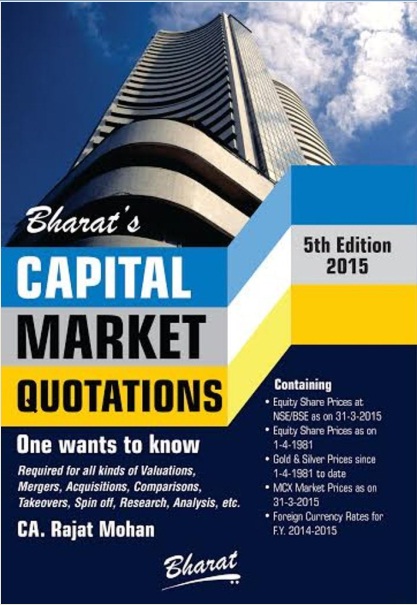 Bharat's
CAPITAL
MARKET
QUOTATIONS
5th Edition
2015
One wants to know
Required for all kinds of Valuations,
Mergers, Acquisitions, Comparisons,
Takeovers, Spin off, Research, Analysis, etc.
CA. Rajat Mohan
Containing
• Equity Share Prices at
NSE/BSE as on 31-3-2015
• Equity Share Prices as on
1-4-1981
• Gold & Silver Prices since
1-4-1981 to date
• MCX Market Prices as on
31-3-2015
• Foreign Currency Rates for
F.Y. 2014-2015
Bharat